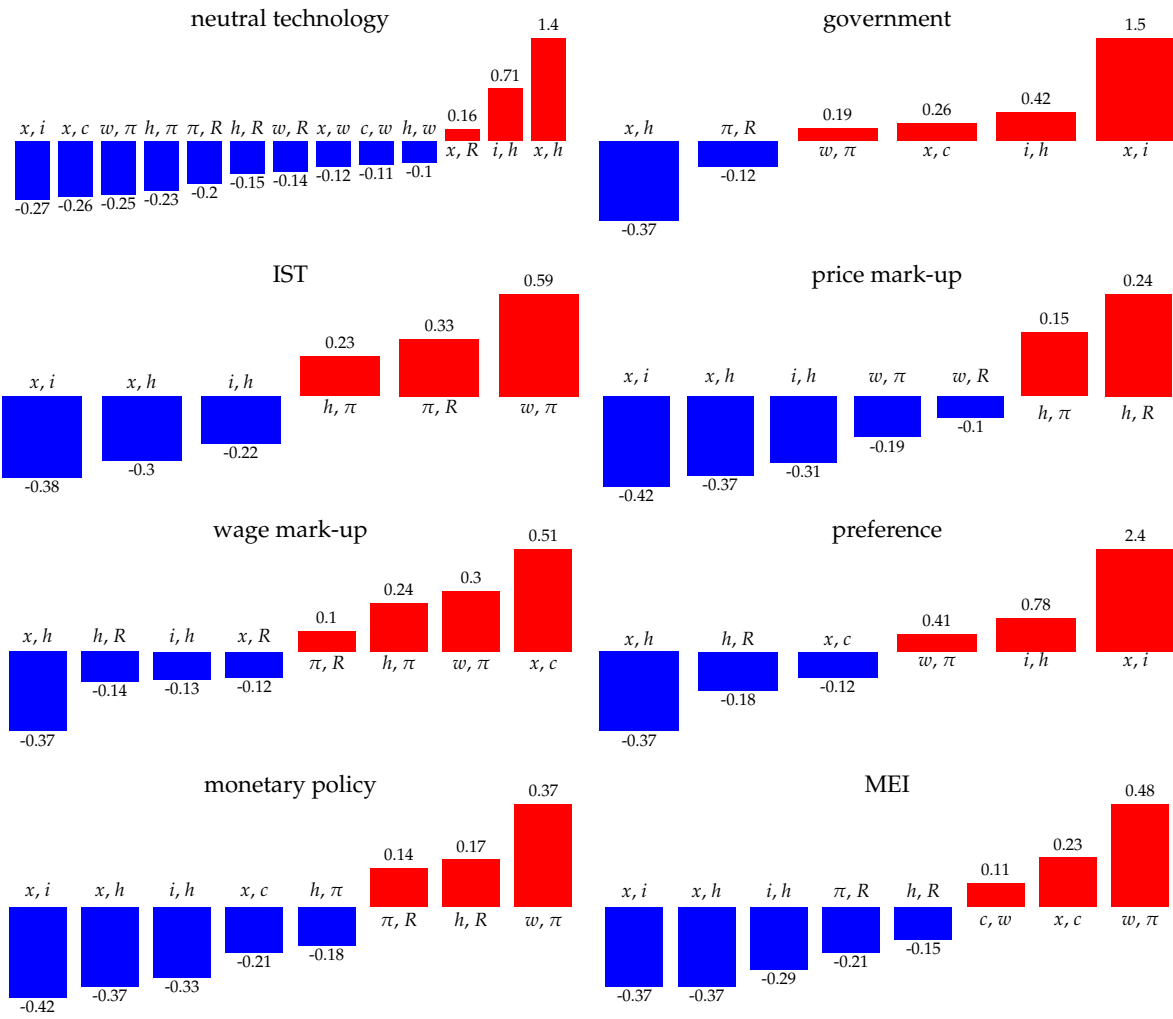 neutral technology
1.4
0.71
0.16
x, i x, c w, π h, π π, R h, R w, R x, w c, w h, w
x, R i, h x, h
-0.27 -0.26 -0.25 -0.23 -0.2 -0.15 -0.14 -0.12 -0.11 -0.1
government
1.5
0.42
0.26
0.19
x, h π, R
w, π x, c i, h x, i
-0.12
-0.37
IST
0.59
0.33
0.23
x, i x, h i, h
h, π π, R w, π
-0.22
-0.3
-0.38
price mark-up
0.24
0.15
x, i x, h i, h w, π w, R
h, π h, R
-0.1
-0.19
-0.31
-0.37
-0.42
wage mark-up
0.51
0.3
0.24
0.1
x, h h, R i, h x, R
π, R h, π w, π x, c
-0.14 -0.13 -0.12
-0.37
preference
2.4
0.78
0.41
x, h h, R x, c
w, π i, h x, i
-0.12
-0.18
-0.37
monetary policy
0.37
0.17
0.14
x, i x, h i, h x, c h, π
π, R h, R w, π
-0.18
-0.21
-0.33
-0.37
-0.42
MEI
0.48
0.23
0.11
x, i x, h i, h π, R h, R
c, w x, c w, π
-0.15
-0.21
-0.29
-0.37 -0.37